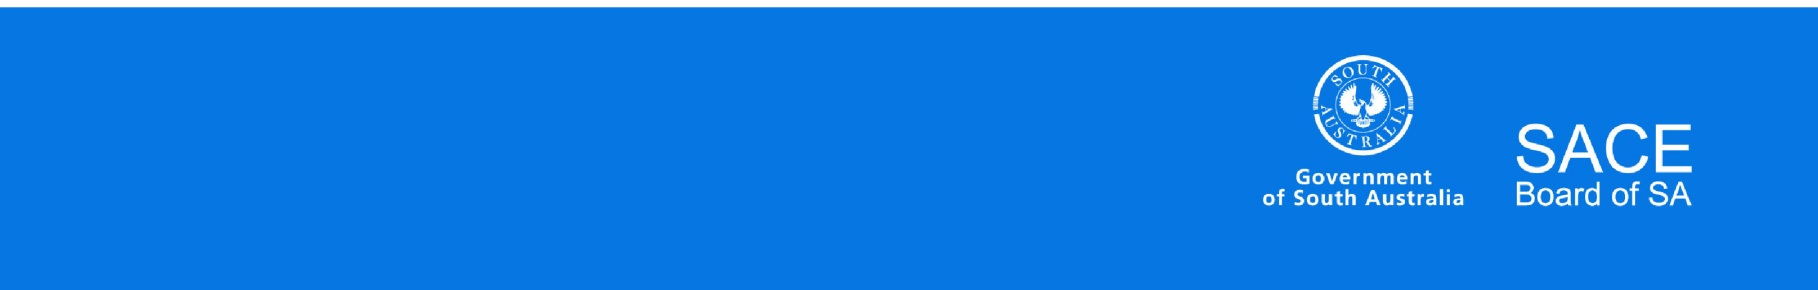 SOUTH
AUSTRALIA
Government
of South Australia
SACE
Board of SA